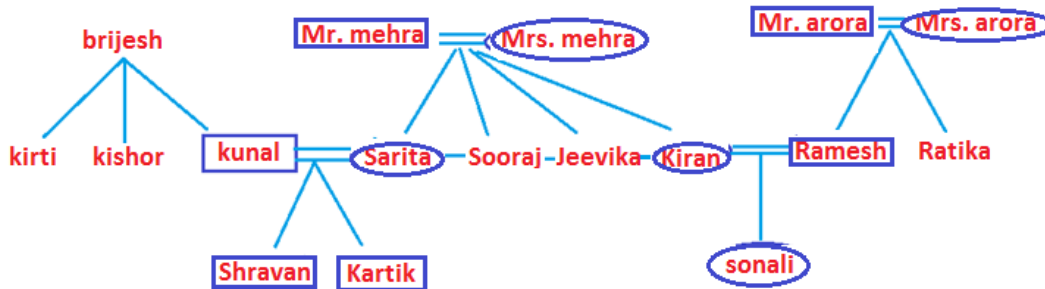 Mr. mehra Mrs. mehra Mr. arora Mrs. arora
brijesh
kirti kishor kunal Sarita Sooraj Jeevika Kiran Ramesh Ratika
Shravan Kartik sonali